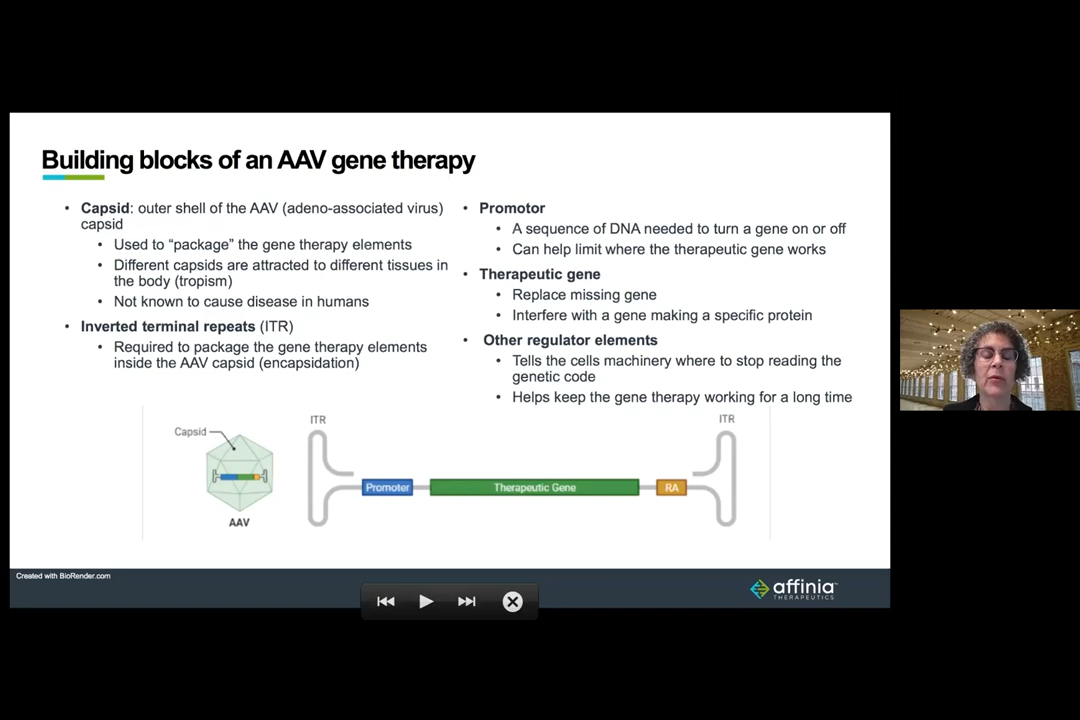 Building blocks of an AAV gene therapy
• Capsid: outer shell of the AAV (adeno-associated virus)
capsid
• Used to “package” the gene therapy elements
• Different capsids are attracted to different tissues in
the body (tropism)
• Not known to cause disease in humans
• Inverted terminal repeats (ITR)
• Required to package the gene therapy elements
inside the AAV capsid (encapsidation)
• Promotor
• A sequence of DNA needed to turn a gene on or off
• Can help limit where the therapeutic gene works
• Therapeutic gene
• Replace missing gene
• Interfere with a gene making a specific protein
• Other regulator elements
• Tells the cells machinery where to stop reading the
genetic code
• Helps keep the gene therapy working for a long time
Capsid
AAV
ITR
Promoter
Therapeutic Gene
RA
ITR
Created with BioRender.com
affinia
THERAPEUTICS